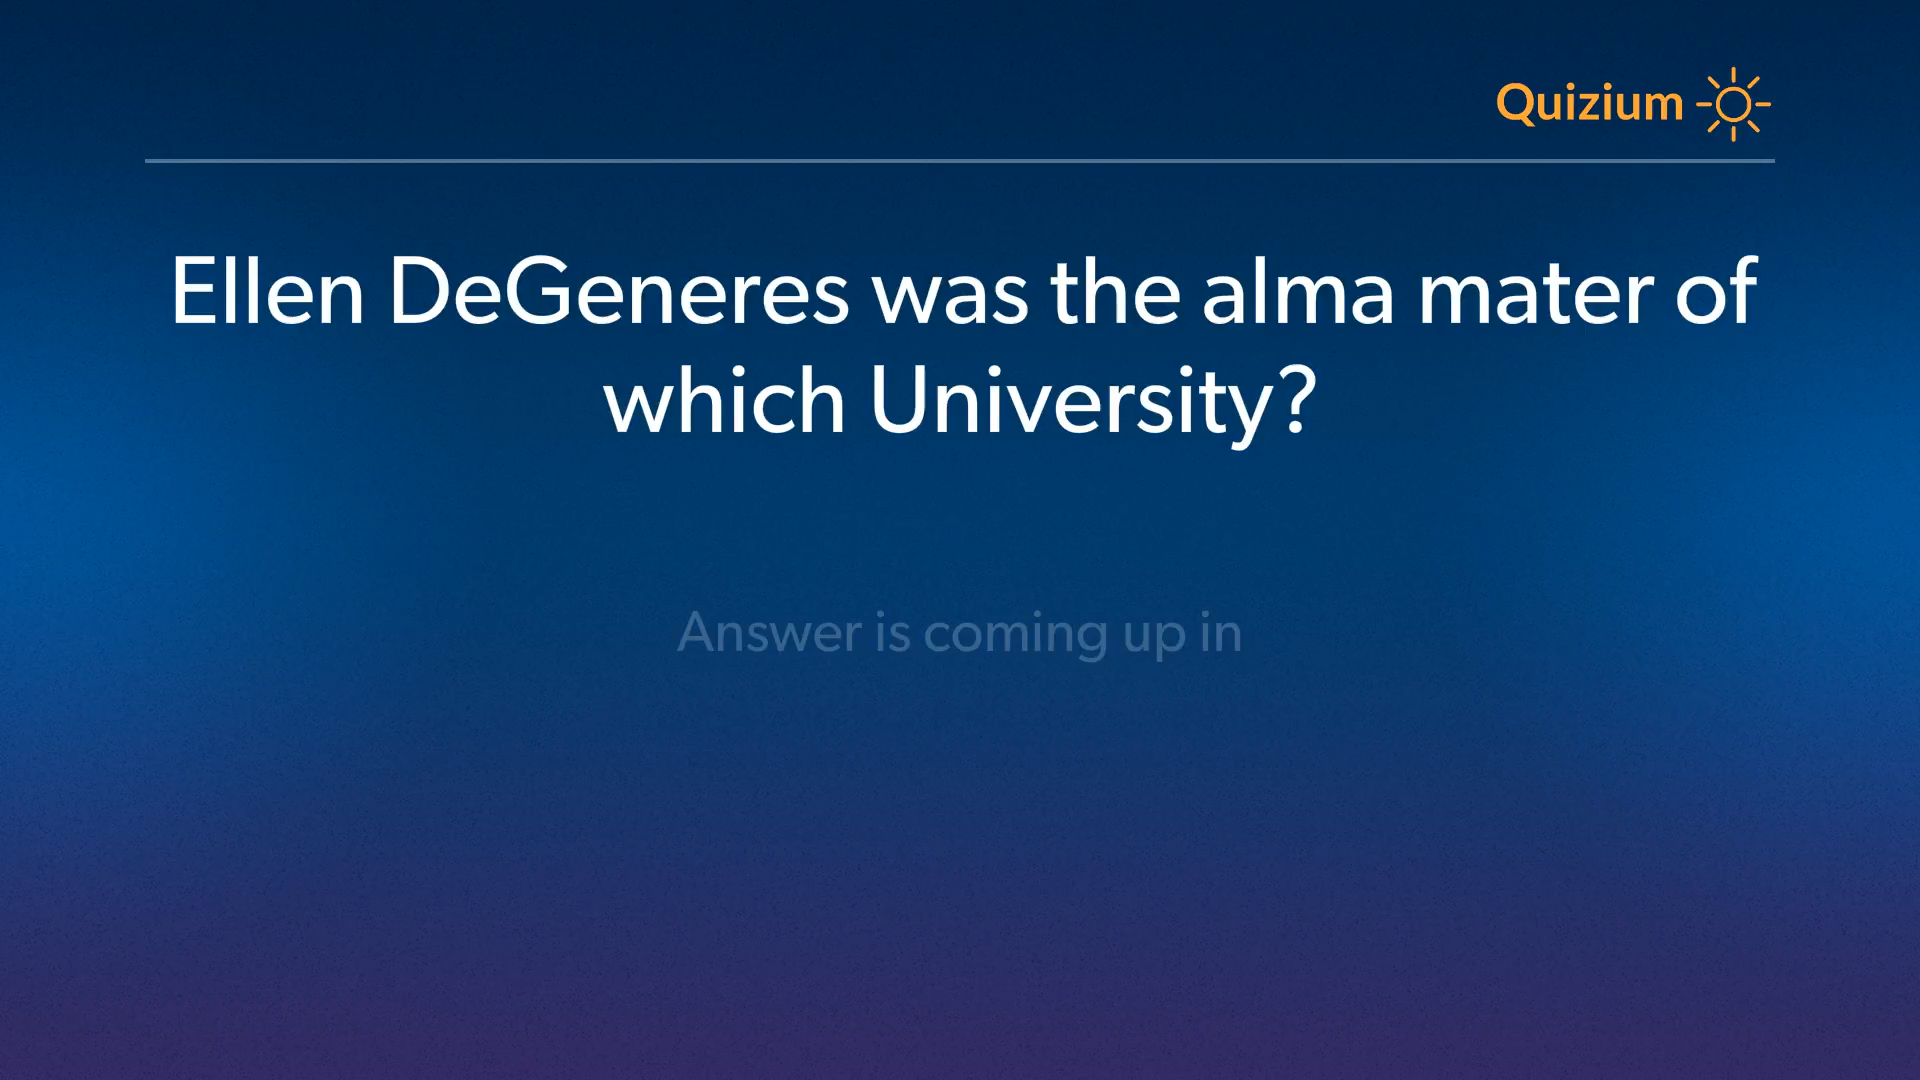 Quizium
Ellen DeGeneres was the alma mater of
which University?
Answer is coming up in